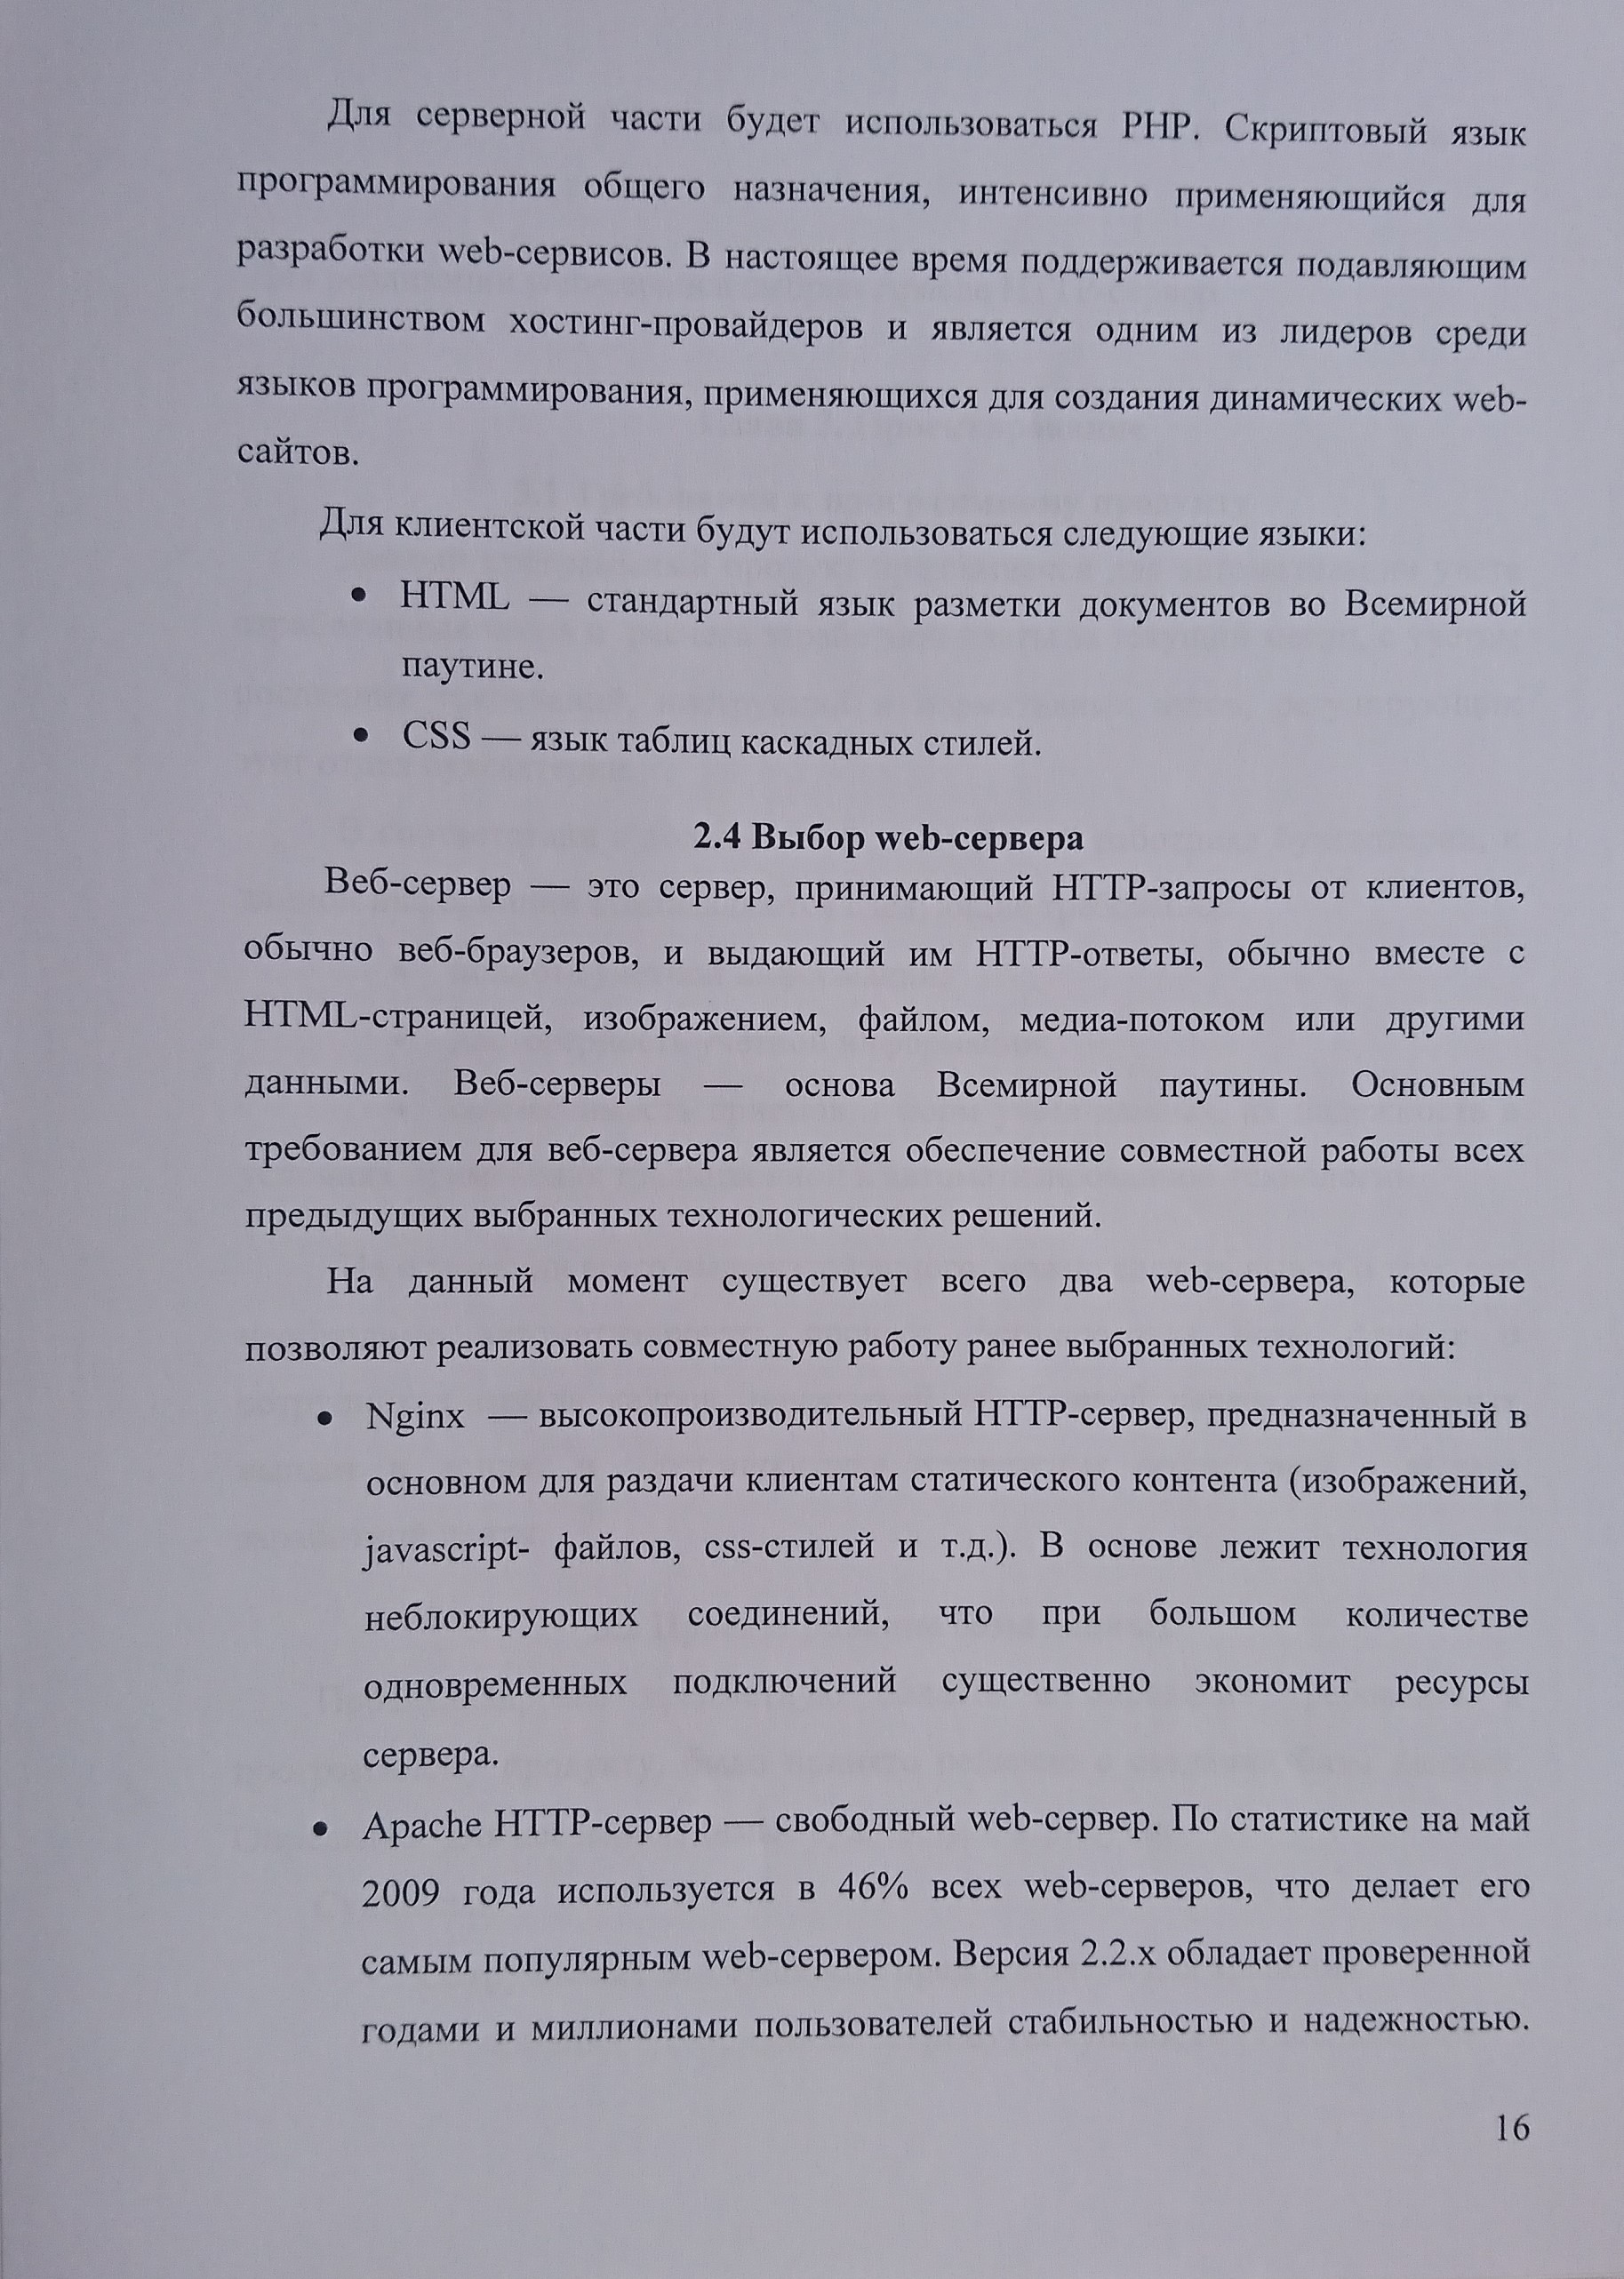 Для серверной части будет использоваться PHP. Скриптовый язык
программирования общего назначения, интенсивно применяющийся для
разработки web-сервисов. В настоящее время поддерживается подавляющим
большинством хостинг-провайдеров и является одним из лидеров среди
языков программирования, применяющихся для создания динамических web-
сайтов.
Для клиентской части будут использоваться следующие языки:
• HTML — стандартный язык разметки документов во Всемирной
паутине.
• CSS — язык таблиц каскадных стилей.
2.4 Выбор web-сервера
Веб-сервер — это сервер, принимающий HTTP-запросы от клиентов,
обычно веб-браузеров, и выдающий им HTTP-ответы, обычно вместе с
HTML-страницей, изображением, файлом, медиа-потоком или другими
данными. Веб-серверы — основа Всемирной паутины. Основным
требованием для веб-сервера является обеспечение совместной работы всех
предыдущих выбранных технологических решений.
На данный момент существует всего два web-сервера, которые
позволяют реализовать совместную работу ранее выбранных технологий:
• Nginx — высокопроизводительный HTTP-сервер, предназначенный в
основном для раздачи клиентам статического контента (изображений,
javascript- файлов, css-стилей и т.д.). В основе лежит технология
неблокирующих соединений, что при большом количестве
одновременных подключений существенно экономит ресурсы
сервера.
• Apache HTTP-сервер — свободный web-сервер. По статистике на май
2009 года используется в 46% всех web-серверов, что делает его
самым популярным web-сервером. Версия 2.2.x обладает проверенной
годами и миллионами пользователей стабильностью и надежностью.
16